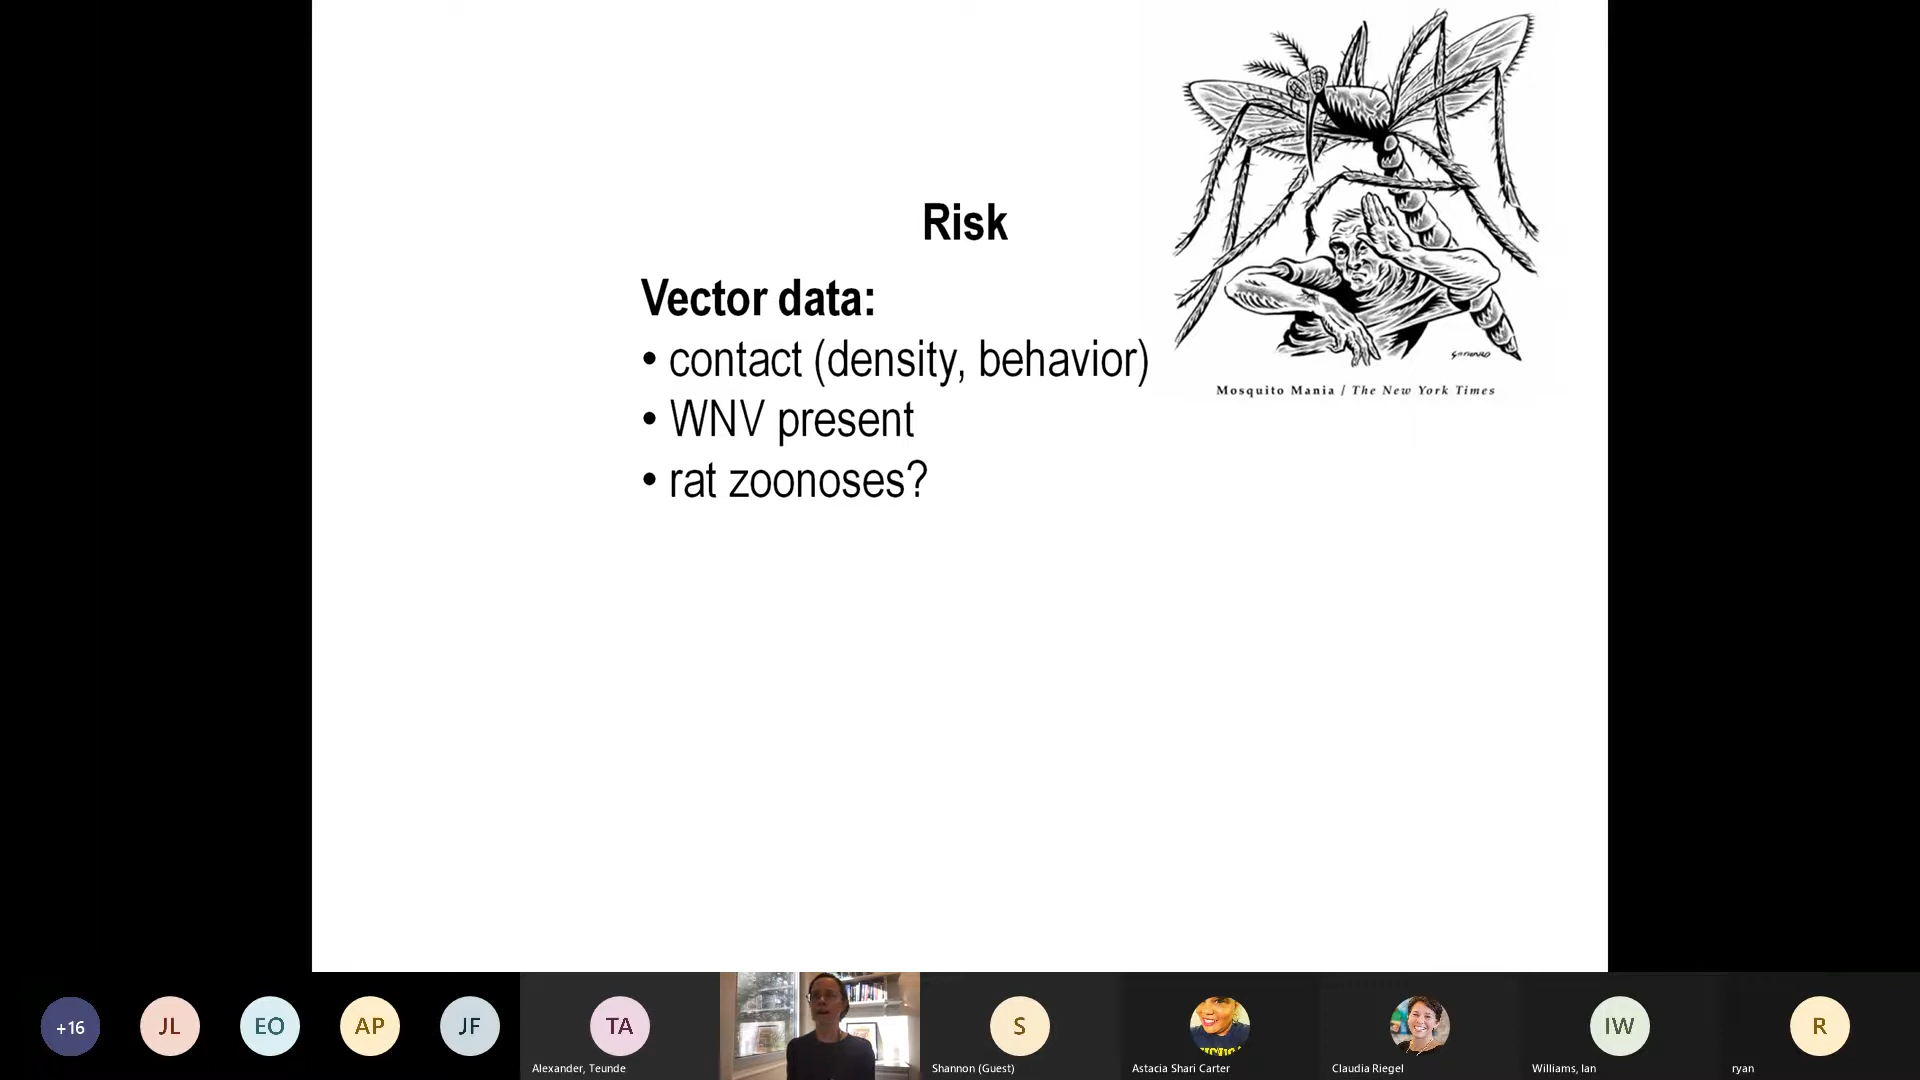 Risk
Vector data:
• contact (density, behavior)
• WNV present
• rat zoonoses?
Mosquito Mania / The New York Times
+16
JL
EO
AP
JF
TA
S
IW
R
Alexander, Teunde
Shannon (Guest)
Astacia Shari Carter
Claudia Riegel
Williams, Ian
ryan